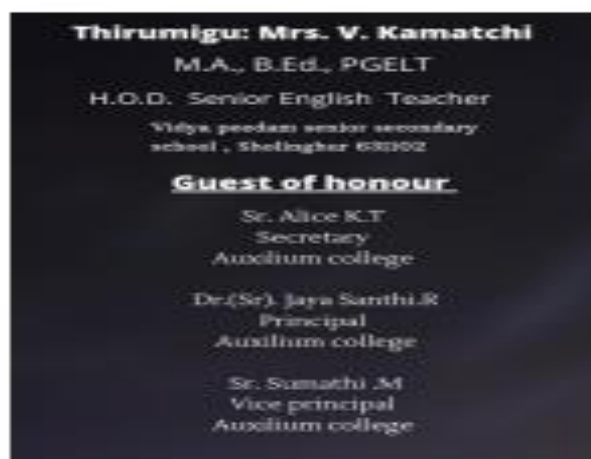 Thirumigu: Mrs. V. Kamatchi
M.A., B.Ed., PGELT
H.O.D. Senior English Teacher
Vidya peedam senior secondary
school , Sholinghur 631102
Guest of honour
Sr. Alice K.T
Secretary
Auxilium college
Dr.(Sr). Jaya Santhi.R
Principal
Auxilium college
Sr. Sumathi .M
Vice principal
Auxilium college